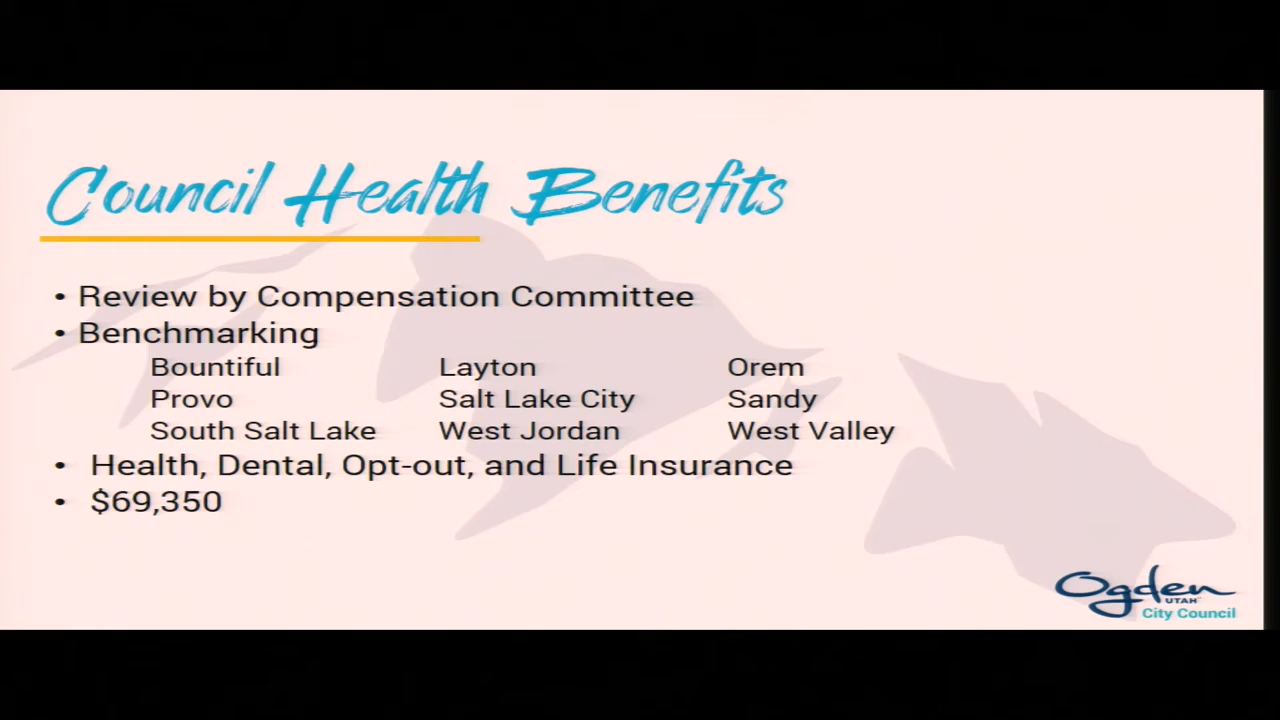 Council Health Benefits
• Review by Compensation Committee
• Benchmarking
Bountiful Layton Orem
Provo Salt Lake City Sandy
South Salt Lake West Jordan West Valley
• Health, Dental, Opt-out, and Life Insurance
• $69,350
Ogden
UTAH
City Council